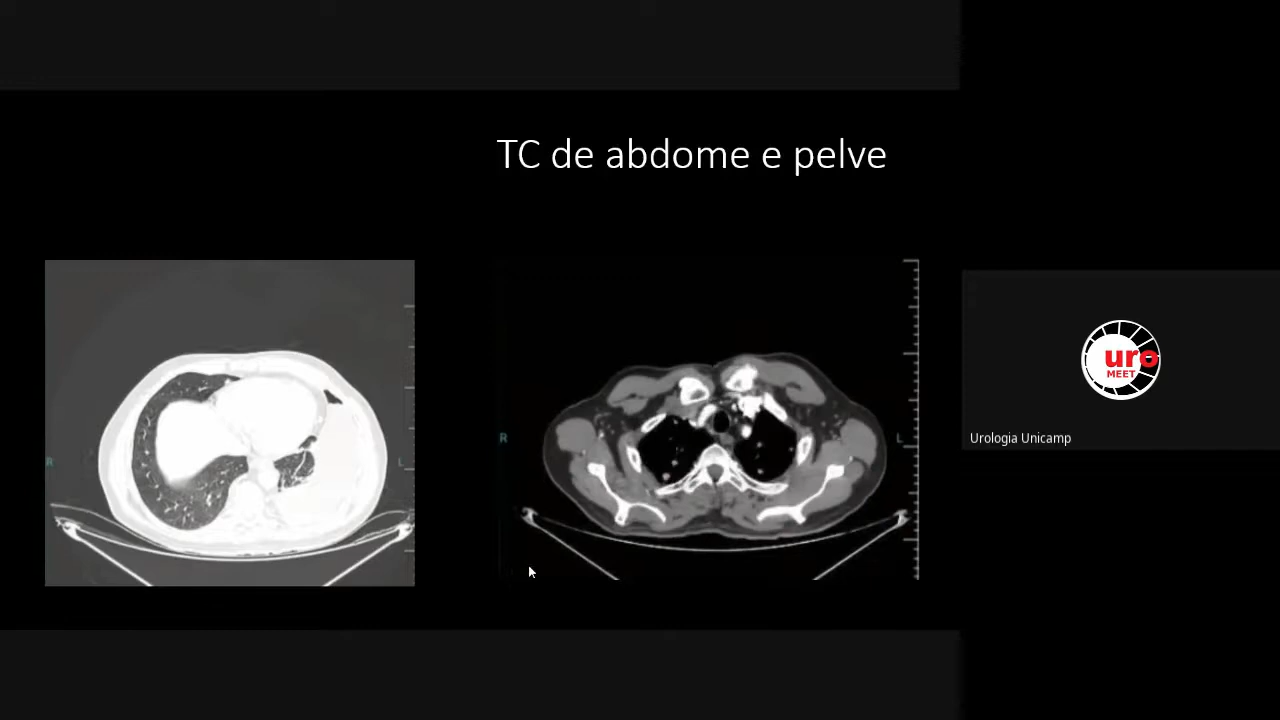 TC de abdome e pelve
R
L
R
L
uro
MEET
Urologia Unicamp